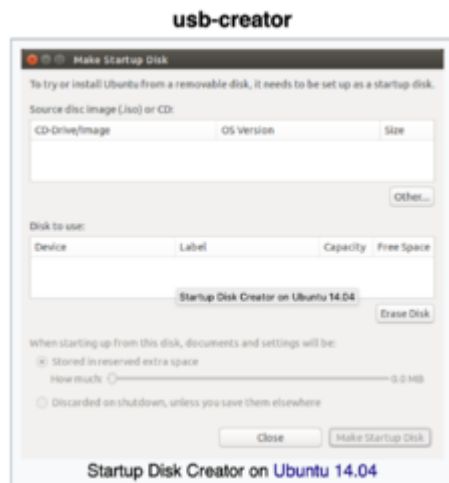 usb-creator
Make Startup Disk
To try or install Ubuntu from a removable disk, it needs to be set up as a startup disk.
Source disc image (.iso) or CD:
CD-Drive/Image OS Version Size
Other...
Disk to use:
Device Label Capacity Free Space
Startup Disk Creator on Ubuntu 14.04
Erase Disk
When starting up from this disk, documents and settings will be:
Stored in reserved extra space
How much: 0.0 MB
Discarded on shutdown, unless you save them elsewhere
Close Make Startup Disk
Startup Disk Creator on Ubuntu 14.04